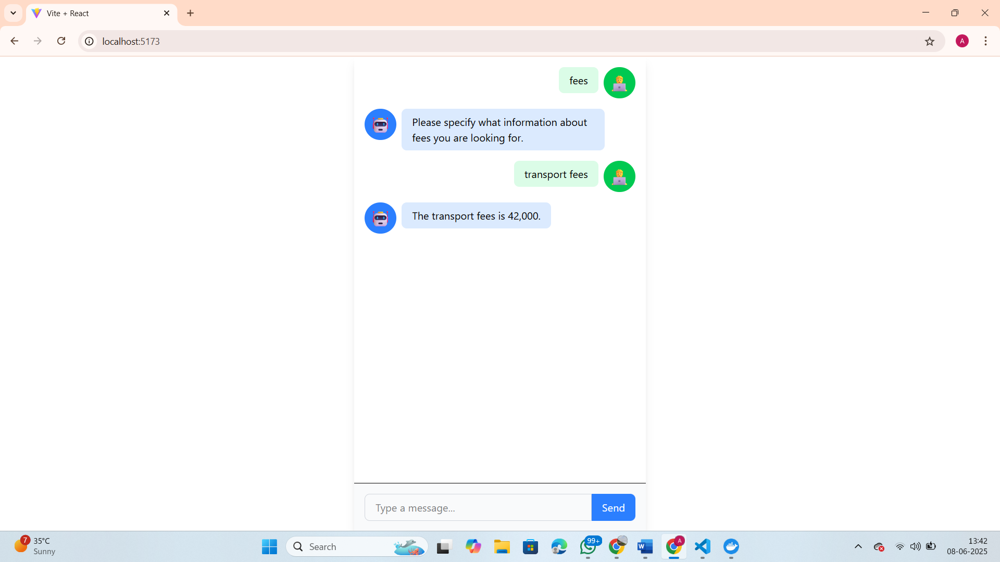 Vite + React
localhost:5173
A
fees
Please specify what information about
fees you are looking for.
transport fees
The transport fees is 42,000.
Type a message...
Send
7
35°C
Sunny
Search
99+
W
A
13:42
08-06-2025